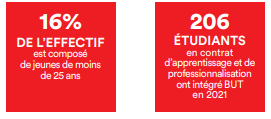 16%
DE L'EFFECTIF
est composé
de jeunes de moins
de 25 ans
206
ÉTUDIANTS
en contrat
d'apprentissage et de
professionnalisation
ont intégré BUT
en 2021